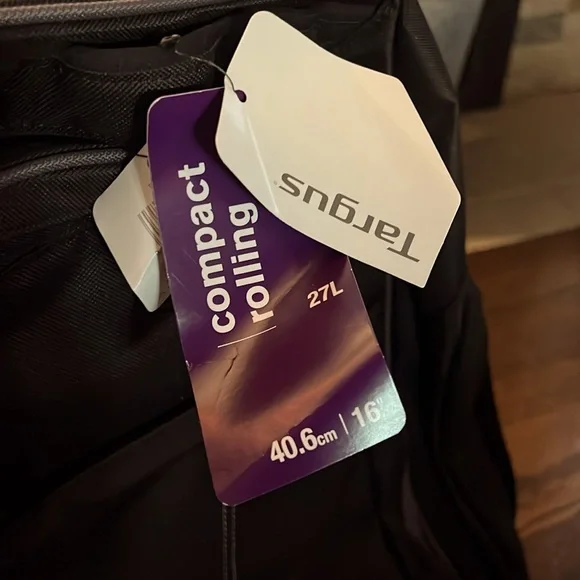 Targus
compact
rolling
27L
40.6cm | 16"